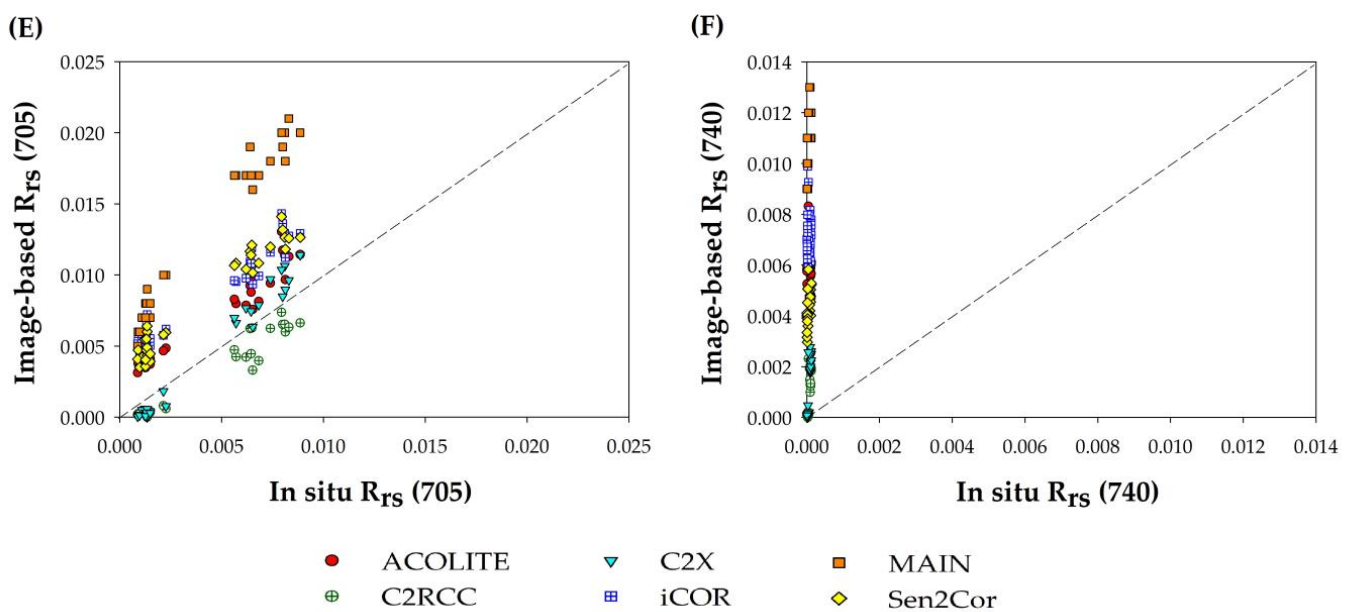 (E)
Image-based Rrs (705)
0.025
0.020
0.015
0.010
0.005
0.000
0.000 0.005 0.010 0.015 0.020 0.025
In situ Rrs (705)
(F)
Image-based Rrs (740)
0.014
0.012
0.010
0.008
0.006
0.004
0.002
0.000
0.000 0.002 0.004 0.006 0.008 0.010 0.012 0.014
In situ Rrs (740)
ACOLITE C2X MAIN
C2RCC iCOR Sen2Cor